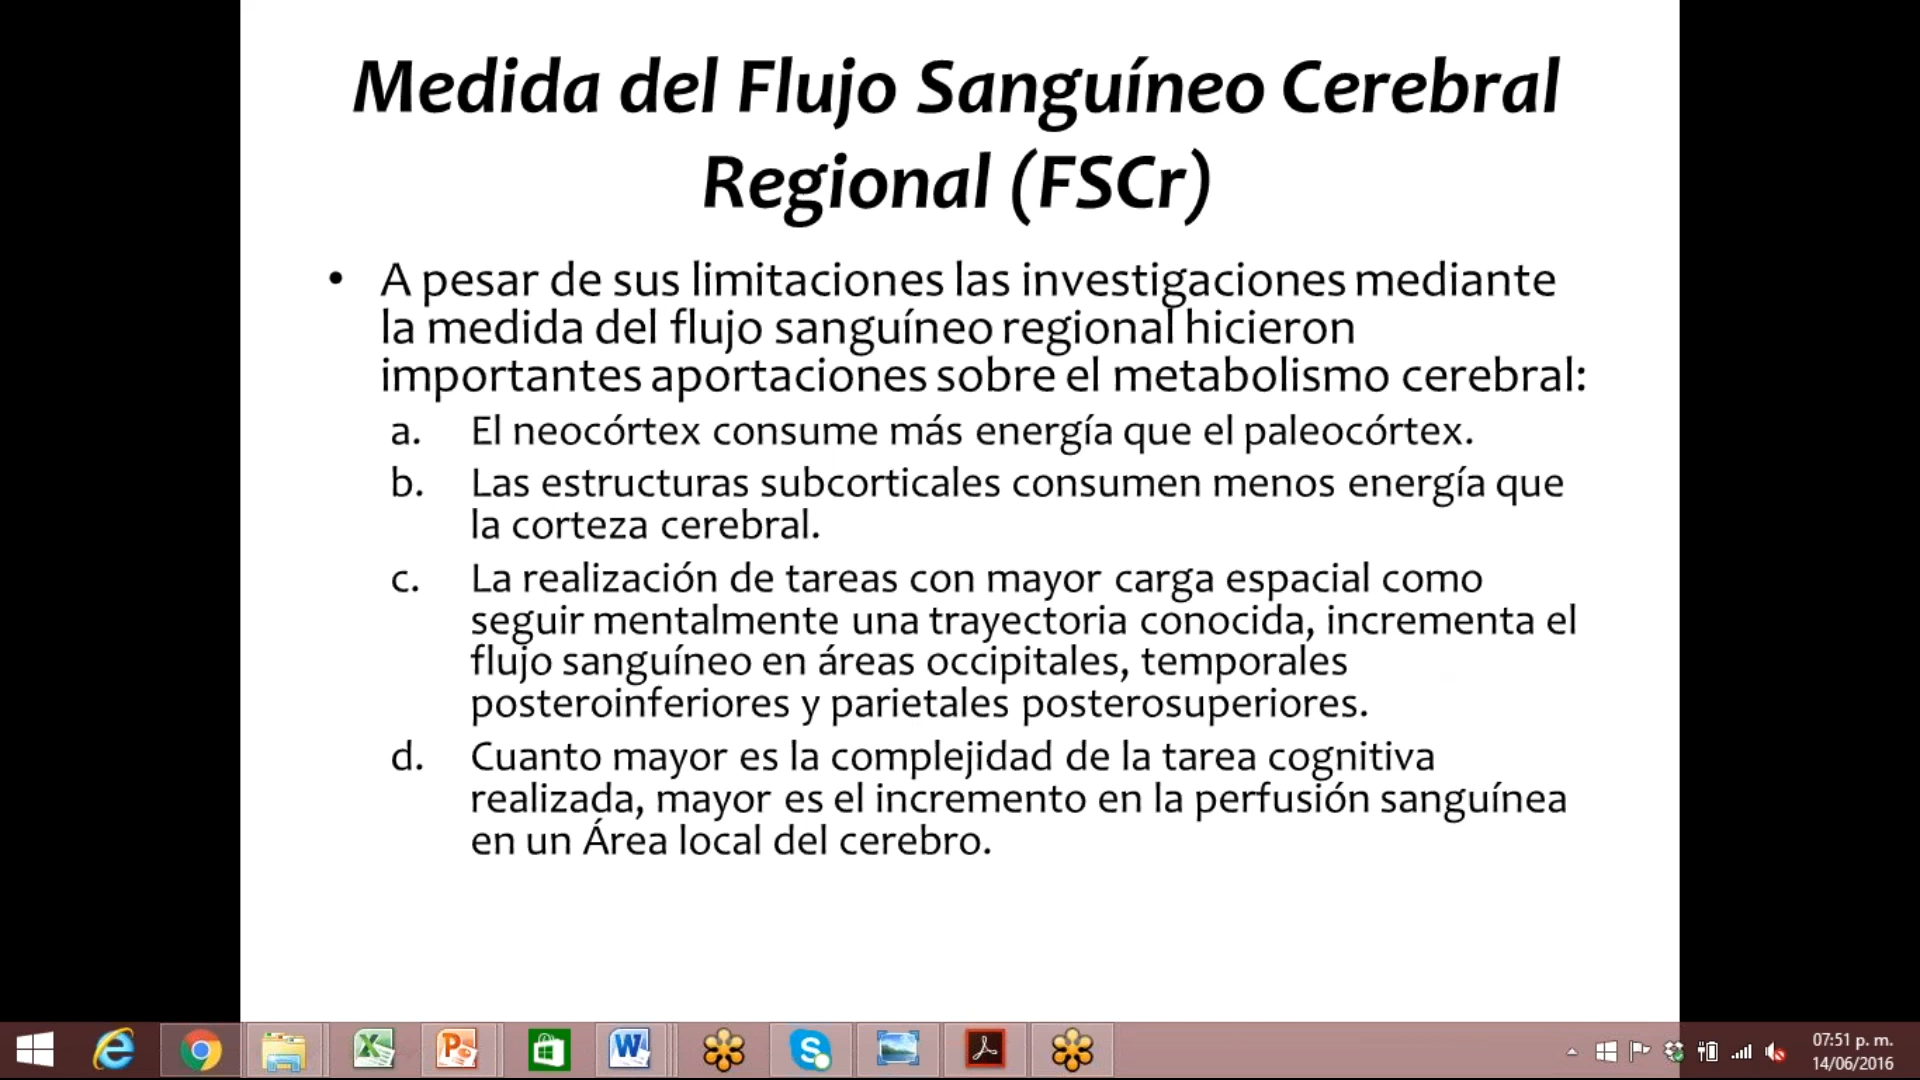 Medida del Flujo Sanguíneo Cerebral
Regional (FSCr)
• A pesar de sus limitaciones las investigaciones mediante
la medida del flujo sanguíneo regional hicieron
importantes aportaciones sobre el metabolismo cerebral:
a. El neocórtex consume más energía que el paleocórtex.
b. Las estructuras subcorticales consumen menos energía que
la corteza cerebral.
c. La realización de tareas con mayor carga espacial como
seguir mentalmente una trayectoria conocida, incrementa el
flujo sanguíneo en áreas occipitales, temporales
posteroinferiores y parietales posterosuperiores.
d. Cuanto mayor es la complejidad de la tarea cognitiva
realizada, mayor es el incremento en la perfusión sanguínea
en un Área local del cerebro.
07:51 p. m.
14/06/2016